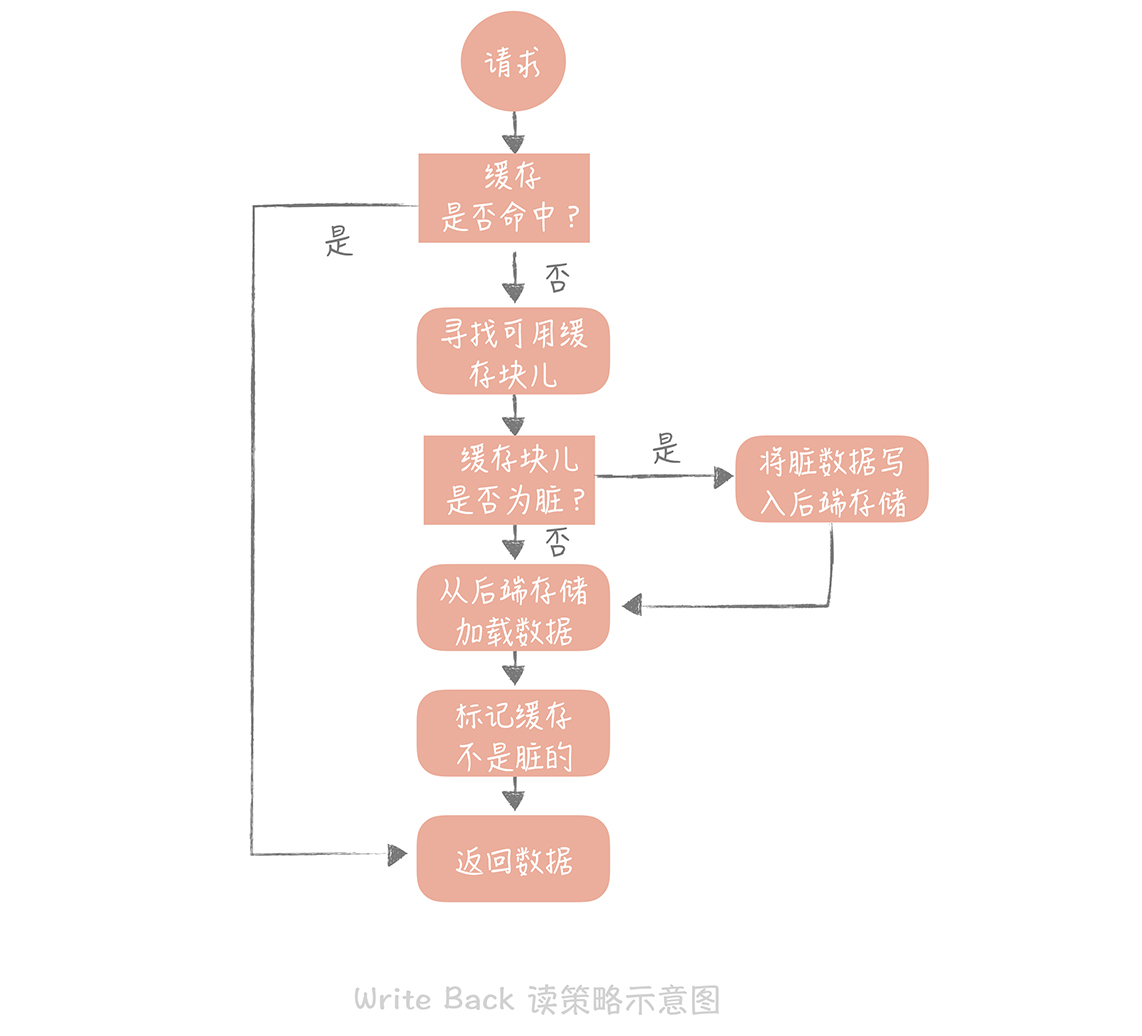 请求
缓存
是否命中？
是
否
寻找可用缓
存块儿
缓存块儿
是否为脏？
是
将脏数据写
入后端存储
否
从后端存储
加载数据
标记缓存
不是脏的
返回数据
Write Back 读策略示意图